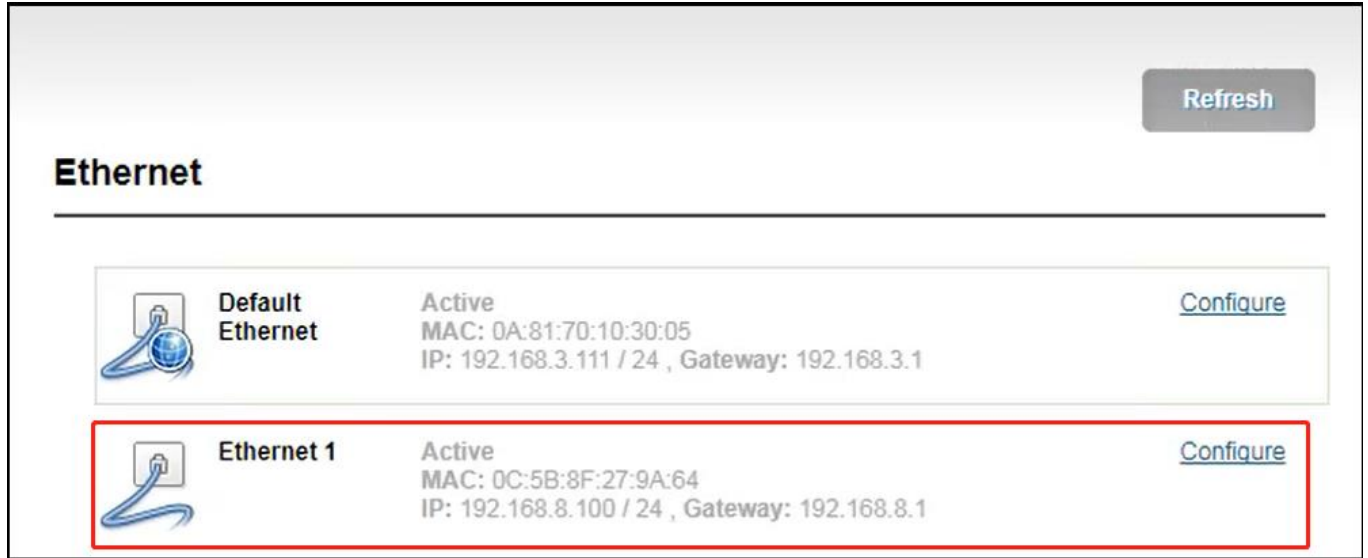 Refresh
Ethernet
Default Active Configure
Ethernet MAC: 0A:81:70:10:30:05
IP: 192.168.3.111 / 24 , Gateway: 192.168.3.1
Ethernet 1 Active Configure
MAC: 0C:5B:8F:27:9A:64
IP: 192.168.8.100 / 24 , Gateway: 192.168.8.1